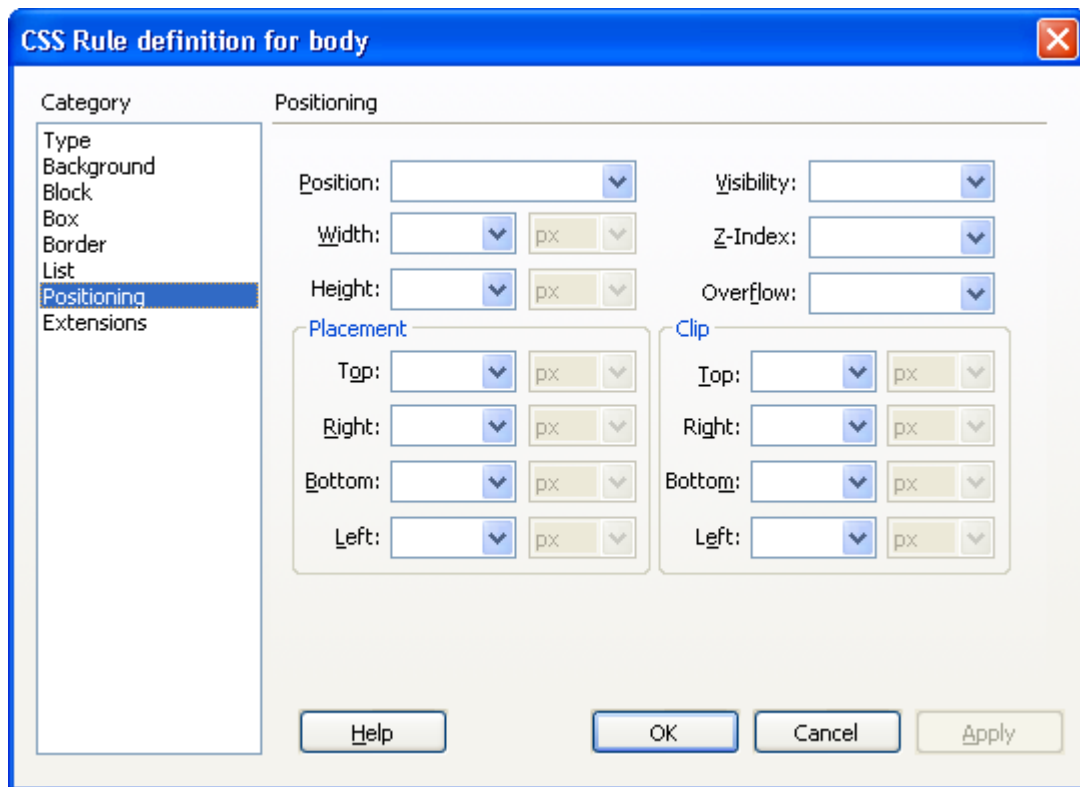 CSS Rule definition for body
Category
Type
Background
Block
Box
Border
List
Positioning
Extensions
Positioning
Position:
Visibility:
Width: px
Z-Index:
Height: px
Overflow:
Placement
Top: px
Right: px
Bottom: px
Left: px
Clip
Top: px
Right: px
Bottom: px
Left: px
Help
OK
Cancel
Apply